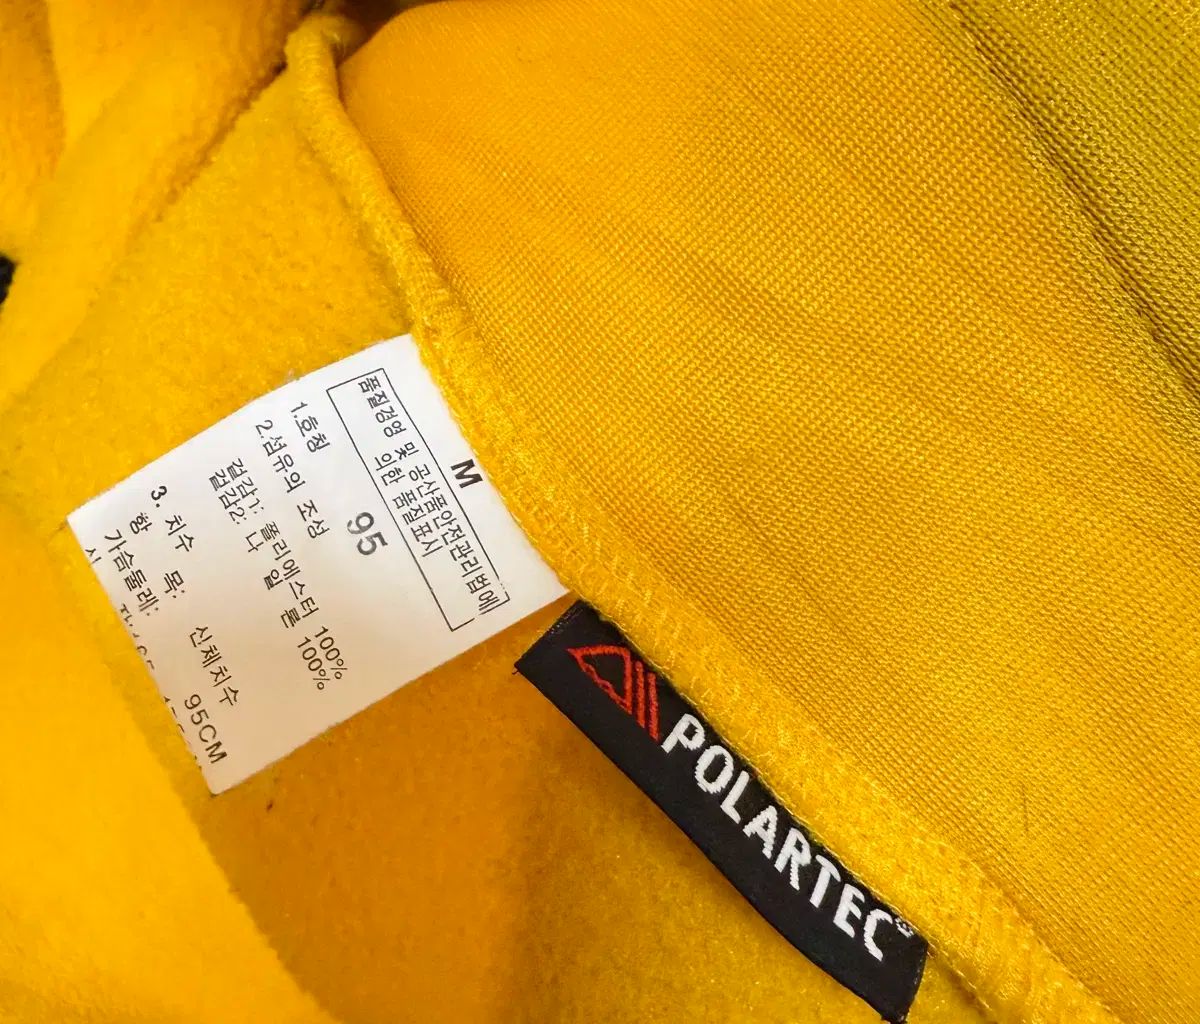 M
품질경영 및 공산품안전관리법에
의한 품질표시
1.호칭 95
2.섬유의 조성
겉감1: 폴리에스터 100%
겉감2: 나 일 론 100%
3. 치수
항 목: 신체치수
가슴둘레: 95CM
POLARTEC®